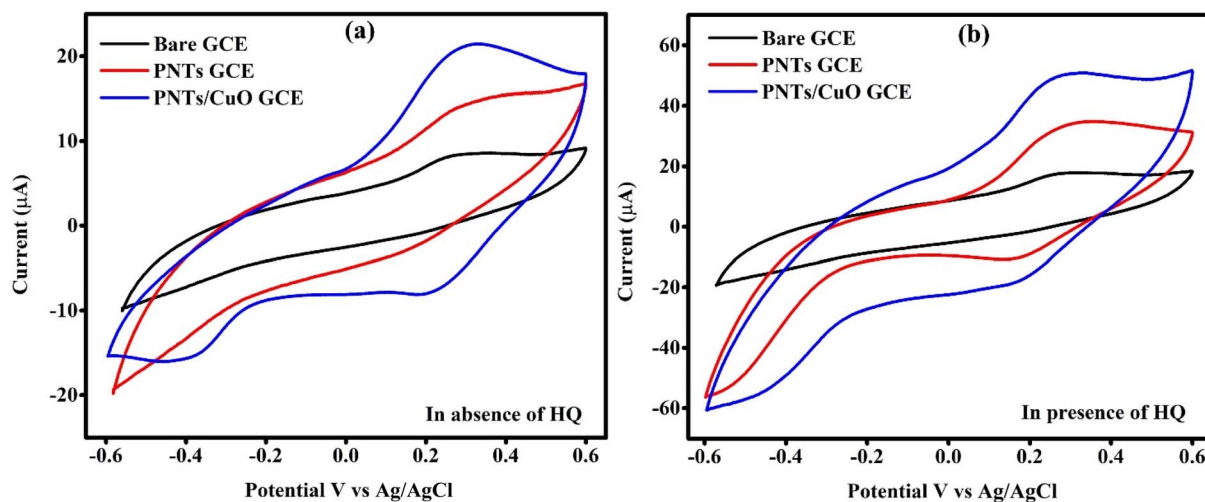 (a)
Bare GCE
PNTs GCE
PNTs/CuO GCE
20
10
0
-10
-20
Current (μA)
In absence of HQ
-0.6 -0.4 -0.2 0.0 0.2 0.4 0.6
Potential V vs Ag/AgCl
(b)
Bare GCE
PNTs GCE
PNTs/CuO GCE
60
40
20
0
-20
-40
-60
Current (μA)
In presence of HQ
-0.6 -0.4 -0.2 0.0 0.2 0.4 0.6
Potential V vs Ag/AgCl